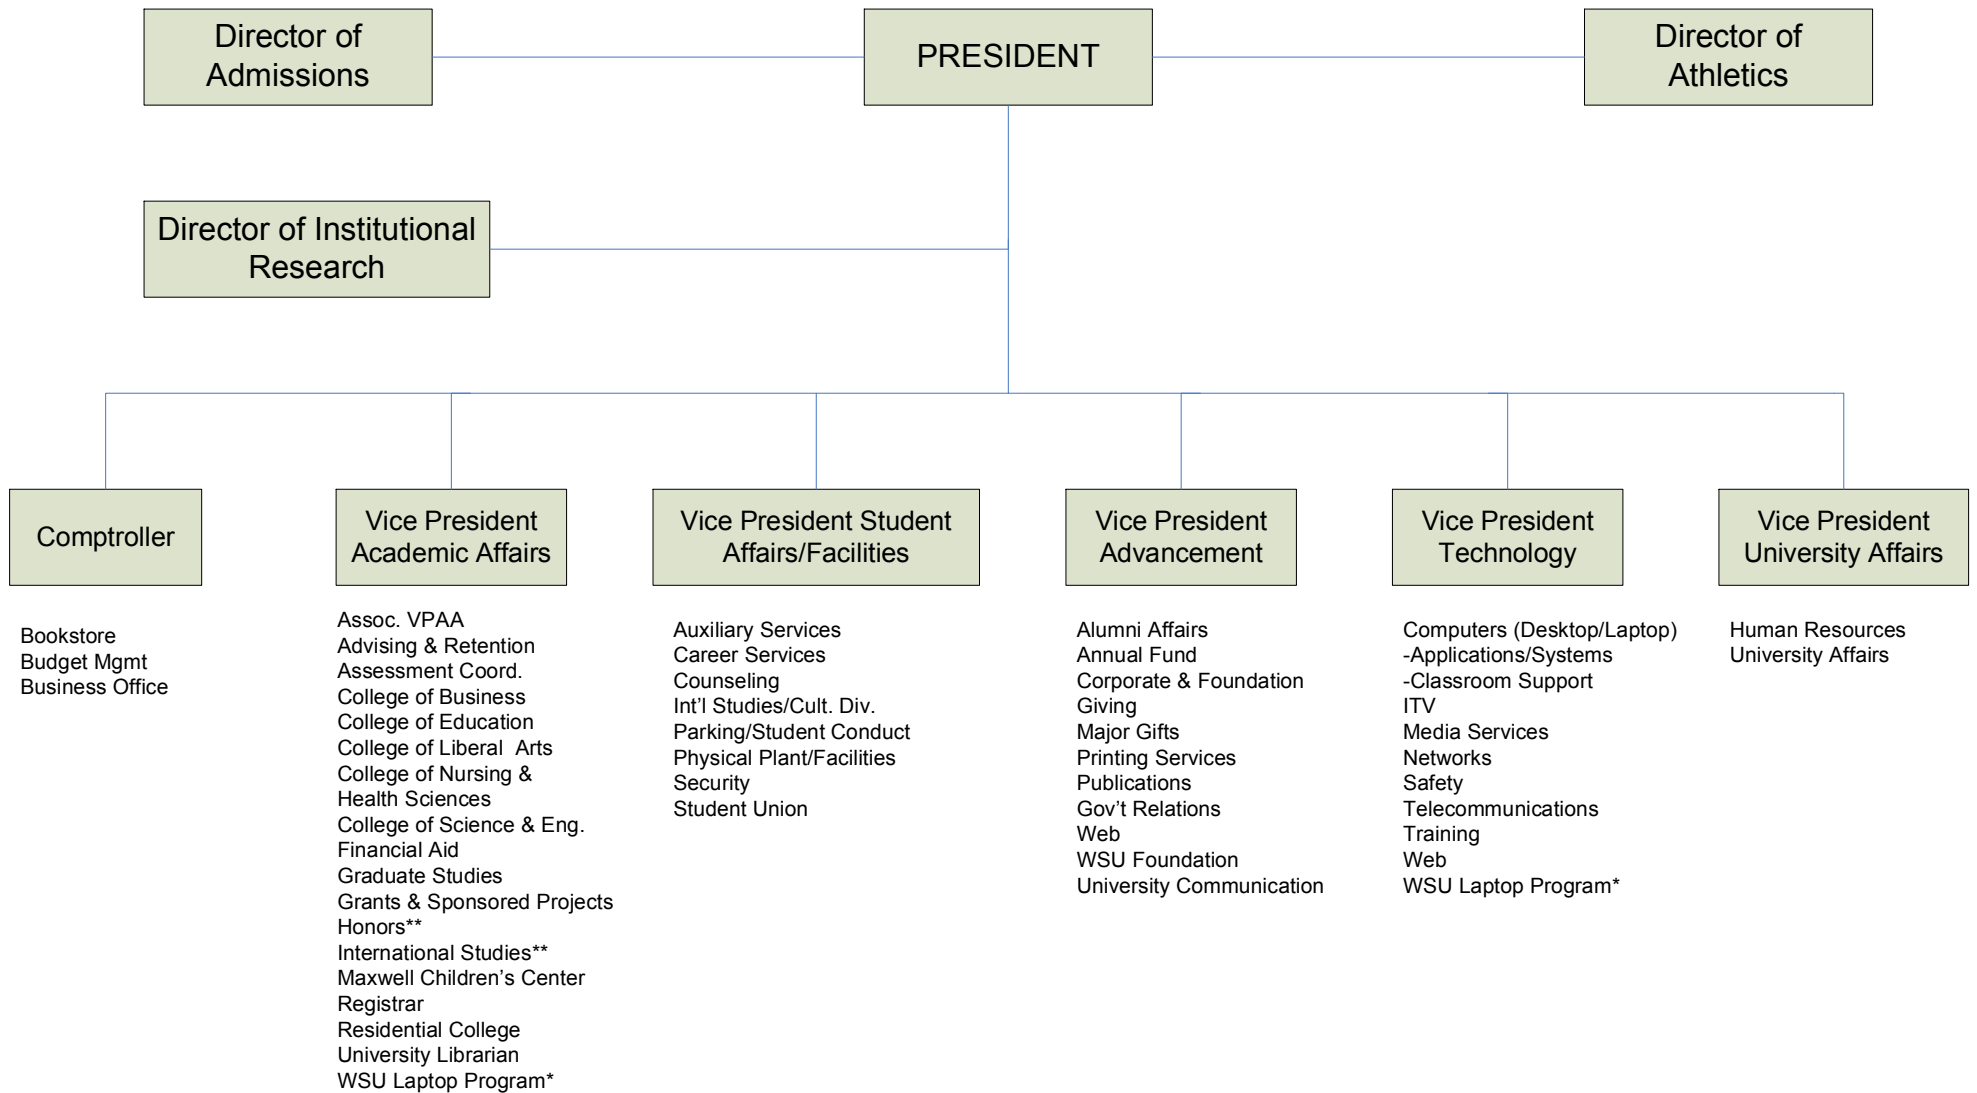 Director of
Admissions
PRESIDENT
Director of
Athletics
Director of Institutional
Research
Comptroller
Vice President
Academic Affairs
Vice President Student
Affairs/Facilities
Vice President
Advancement
Vice President
Technology
Vice President
University Affairs
Bookstore
Budget Mgmt
Business Office
Assoc. VPAA
Advising & Retention
Assessment Coord.
College of Business
College of Education
College of Liberal  Arts
College of Nursing &
Health Sciences
College of Science & Eng.
Financial Aid
Graduate Studies
Grants & Sponsored Projects
Honors**
International Studies**
Maxwell Children’s Center
Registrar
Residential College
University Librarian
WSU Laptop Program*
Auxiliary Services
Career Services
Counseling
Int’l Studies/Cult. Div.
Parking/Student Conduct
Physical Plant/Facilities
Security
Student Union
Alumni Affairs
Annual Fund
Corporate & Foundation
Giving
Major Gifts
Printing Services
Publications
Gov’t Relations
Web
WSU Foundation
University Communication
Computers (Desktop/Laptop)
-Applications/Systems
-Classroom Support
ITV
Media Services
Networks
Safety
Telecommunications
Training
Web
WSU Laptop Program*
Human Resources
University Affairs